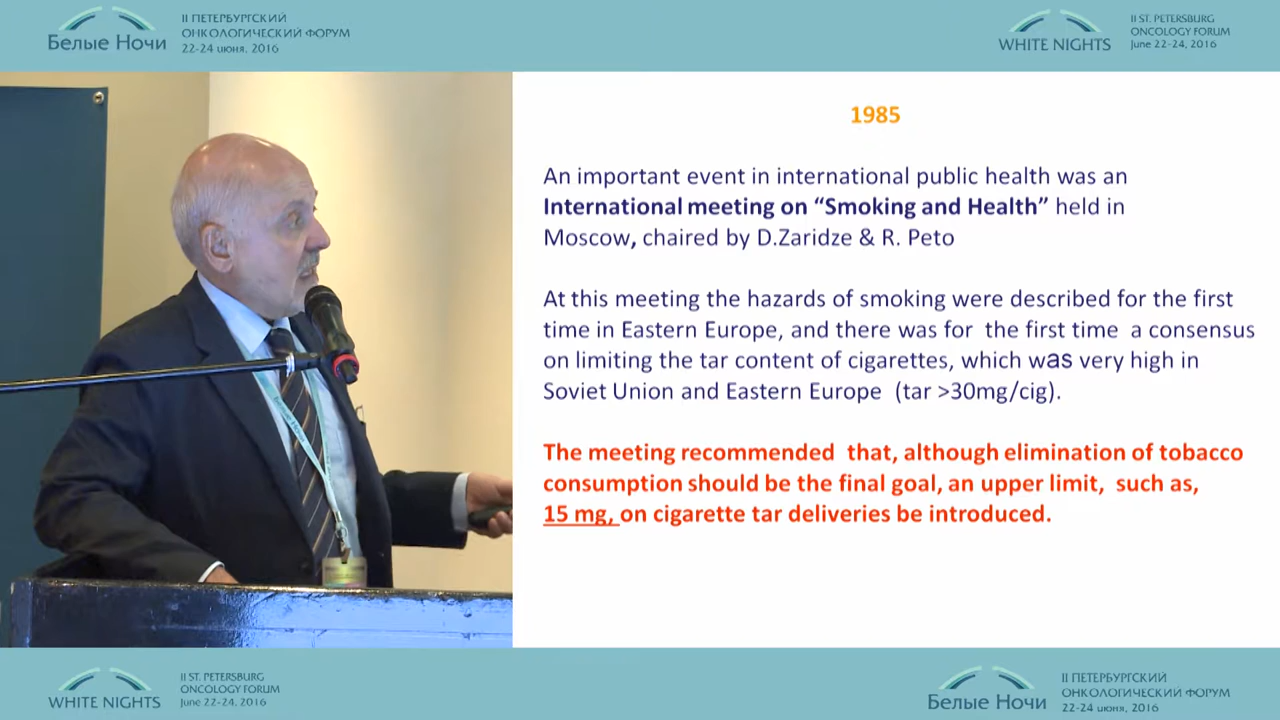 Белые Ночи
II ПЕТЕРБУРГСКИЙ
ОНКОЛОГИЧЕСКИЙ ФОРУМ
22-24 июня, 2016
WHITE NIGHTS
II ST. PETERSBURG
ONCOLOGY FORUM
June 22-24, 2016
1985
An important event in international public health was an
International meeting on “Smoking and Health” held in
Moscow, chaired by D.Zaridze & R. Peto
At this meeting the hazards of smoking were described for the first
time in Eastern Europe, and there was for the first time a consensus
on limiting the tar content of cigarettes, which was very high in
Soviet Union and Eastern Europe (tar >30mg/cig).
The meeting recommended that, although elimination of tobacco
consumption should be the final goal, an upper limit, such as,
15 mg, on cigarette tar deliveries be introduced.
WHITE NIGHTS
II ST. PETERSBURG
ONCOLOGY FORUM
June 22-24, 2016
Белые Ночи
II ПЕТЕРБУРГСКИЙ
ОНКОЛОГИЧЕСКИЙ ФОРУМ
22-24 июня, 2016